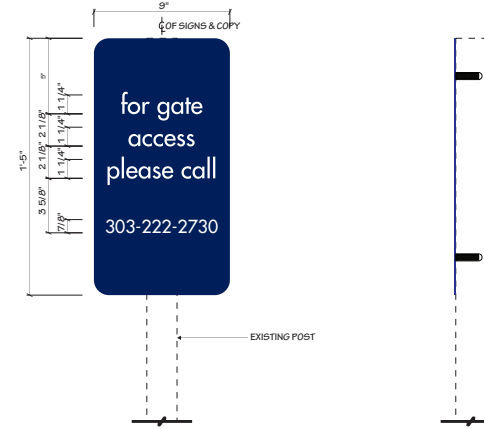 9"
C OF SIGNS & COPY
5"
1 1/4"
2 1/8"
1 1/4"
2 1/8"
1 1/4"
1'-5"
3 5/8"
7/8"
for gate
access
please call
303-222-2730
EXISTING POST